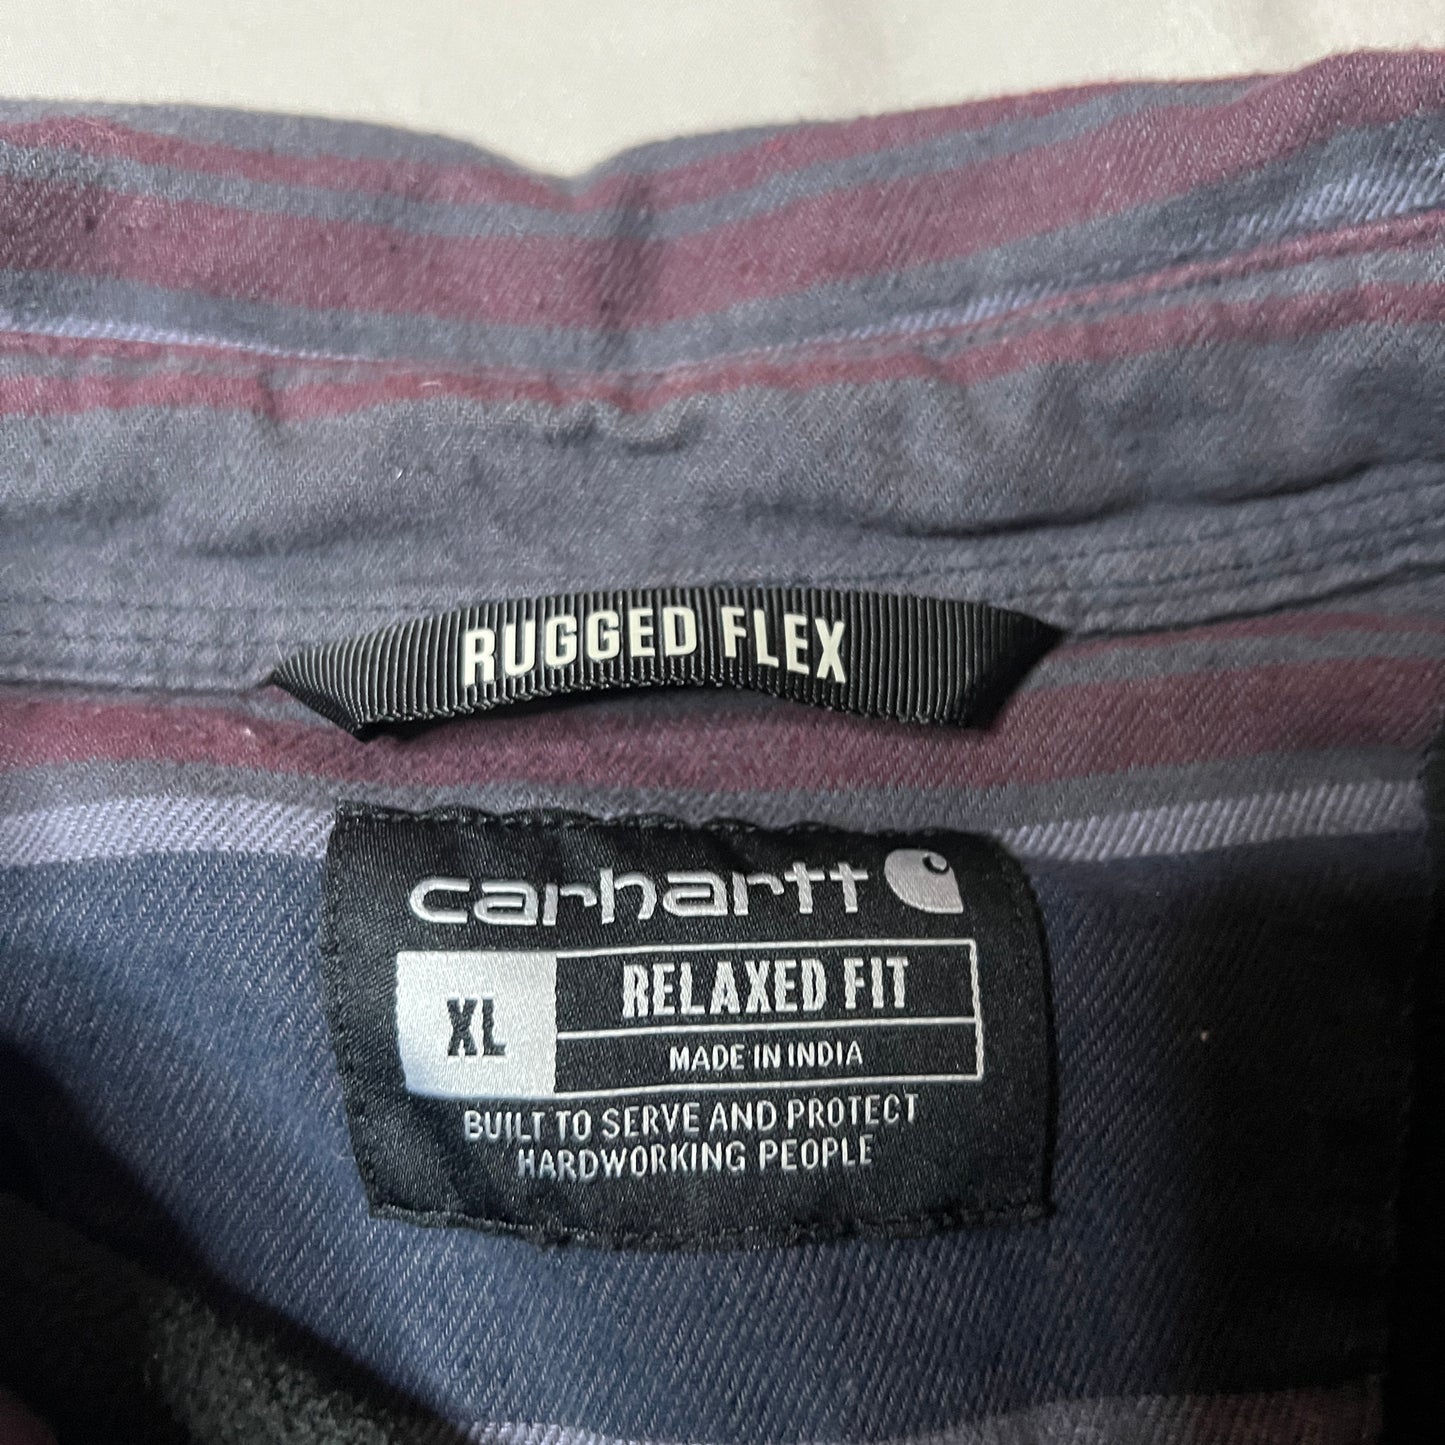 RUGGED FLEX
carhartt
XL
RELAXED FIT
MADE IN INDIA
BUILT TO SERVE AND PROTECT
HARDWORKING PEOPLE